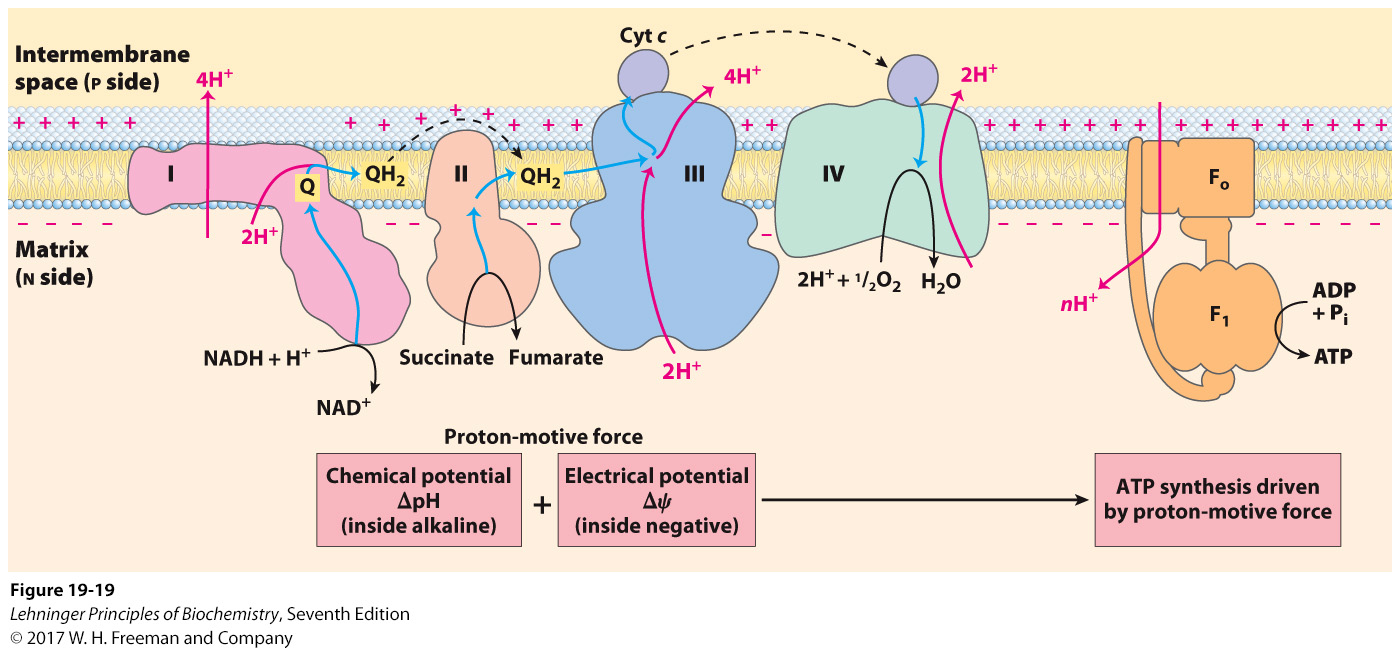 Intermembrane
space (P side)
4H⁺
Cyt c
4H⁺
2H⁺
+ + + + +
+ + + + + + + +
+ +
+ + + + + + + + + + + + + + +
I
Q
QH₂
II
QH₂
III
IV
Fₒ
2H⁺
– – – –
– –
–
– – – – – –
– – – – – –
Matrix
(N side)
2H⁺ + 1/2O₂
H₂O
nH⁺
F₁
ADP
+ Pᵢ
ATP
NADH + H⁺
NAD⁺
Succinate
Fumarate
2H⁺
Proton-motive force
Chemical potential
ΔpH
(inside alkaline)
+
Electrical potential
Δψ
(inside negative)
ATP synthesis driven
by proton-motive force
Figure 19-19
Lehninger Principles of Biochemistry, Seventh Edition
© 2017 W. H. Freeman and Company